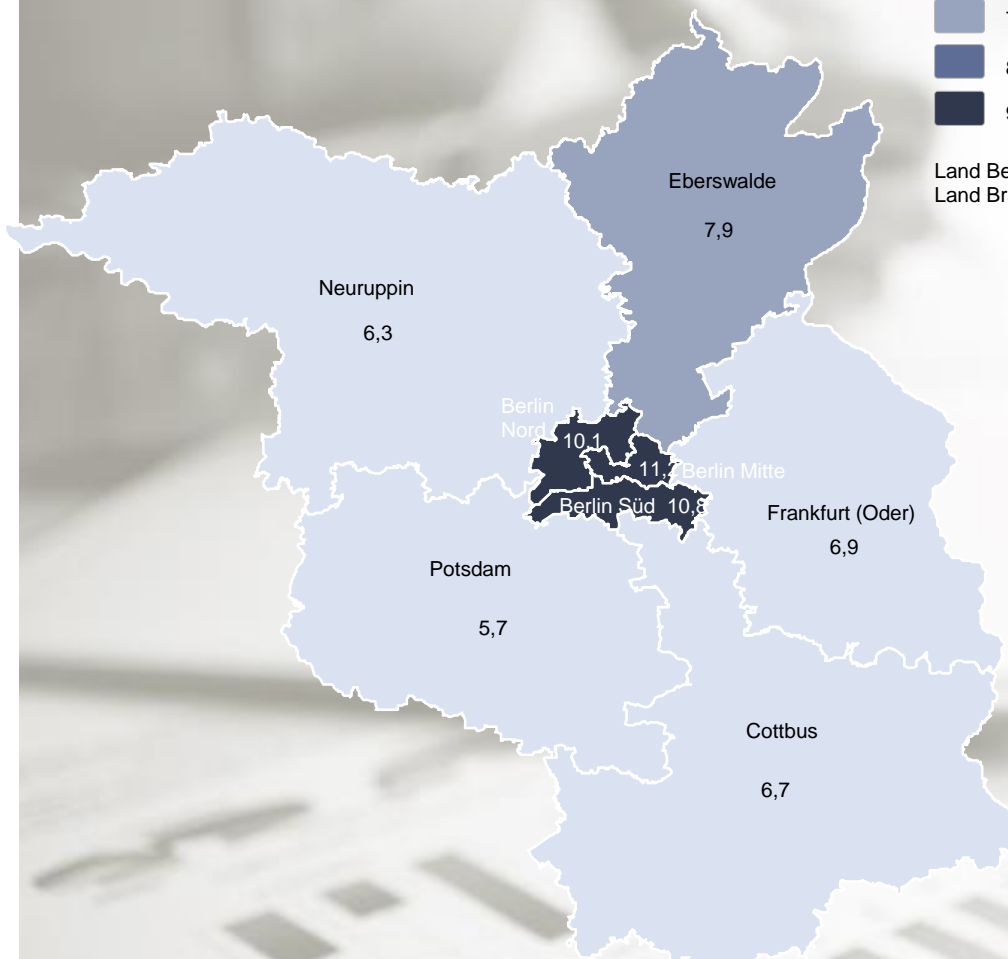 Land Be
Land Br
Eberswalde
7,9
Neuruppin
6,3
Berlin
Nord
10,1
Berlin Mitte
Berlin Süd 10,8
Frankfurt (Oder)
6,9
Potsdam
5,7
Cottbus
6,7